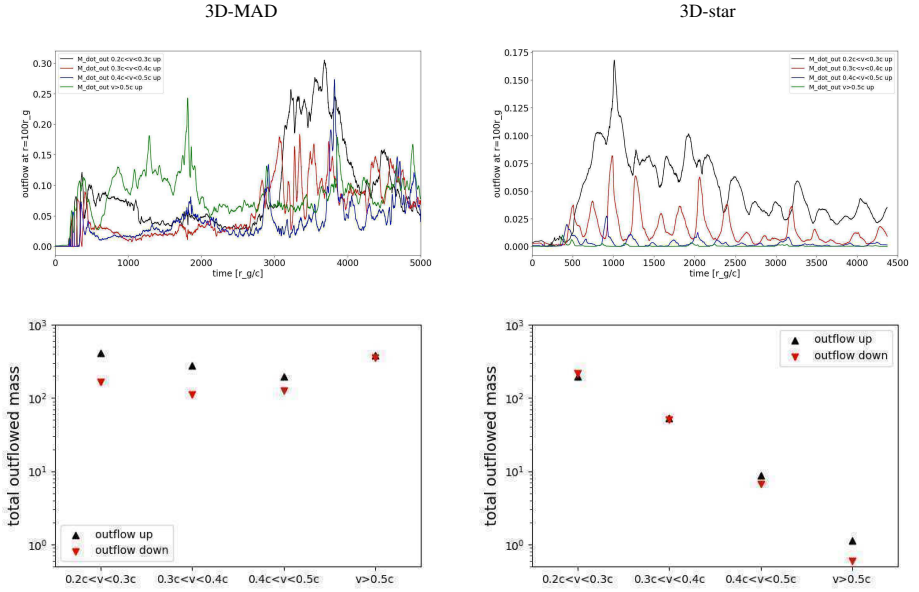 3D-MAD
3D-star
outflow at r=100r_g
0.30
0.25
0.20
0.15
0.10
0.05
0.00
M_dot_out 0.2c<v<0.3c up
M_dot_out 0.3c<v<0.4c up
M_dot_out 0.4c<v<0.5c up
M_dot_out v>0.5c up
0 1000 2000 3000 4000 5000
time [r_g/c]
outflow at r=100r_g
0.175
0.150
0.125
0.100
0.075
0.050
0.025
0.000
M_dot_out 0.2c<v<0.3c up
M_dot_out 0.3c<v<0.4c up
M_dot_out 0.4c<v<0.5c up
M_dot_out v>0.5c up
0 500 1000 1500 2000 2500 3000 3500 4000 4500
time [r_g/c]
total outflowed mass
10³
10²
10¹
10⁰
outflow up
outflow down
0.2c<v<0.3c 0.3c<v<0.4c 0.4c<v<0.5c v>0.5c
total outflowed mass
10³
10²
10¹
10⁰
outflow up
outflow down
0.2c<v<0.3c 0.3c<v<0.4c 0.4c<v<0.5c v>0.5c